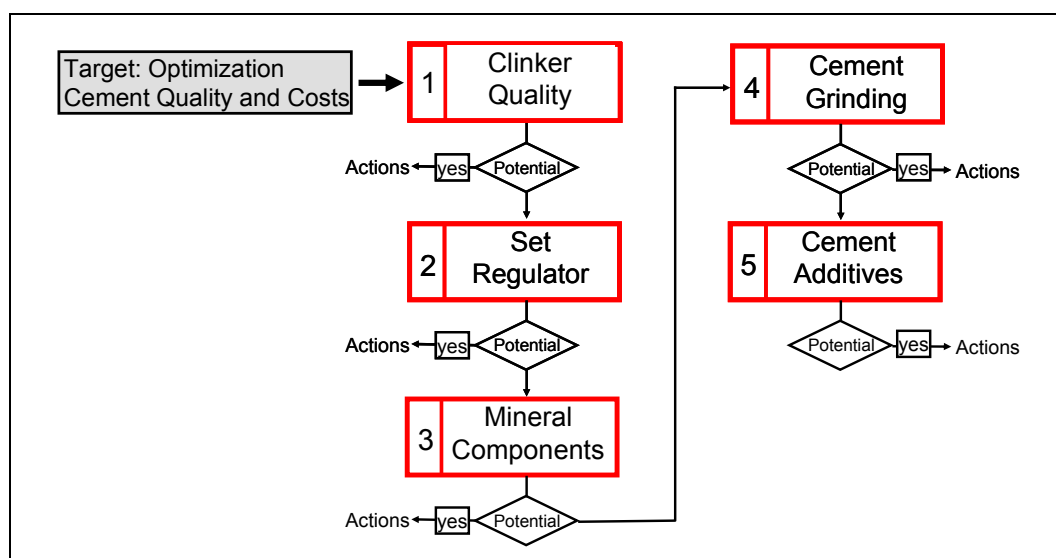 Target: Optimization
Cement Quality and Costs
1
Clinker
Quality
Actions
yes
Potential
2
Set
Regulator
Actions
yes
Potential
3
Mineral
Components
Actions
yes
Potential
4
Cement
Grinding
Potential
yes
Actions
5
Cement
Additives
Potential
yes
Actions